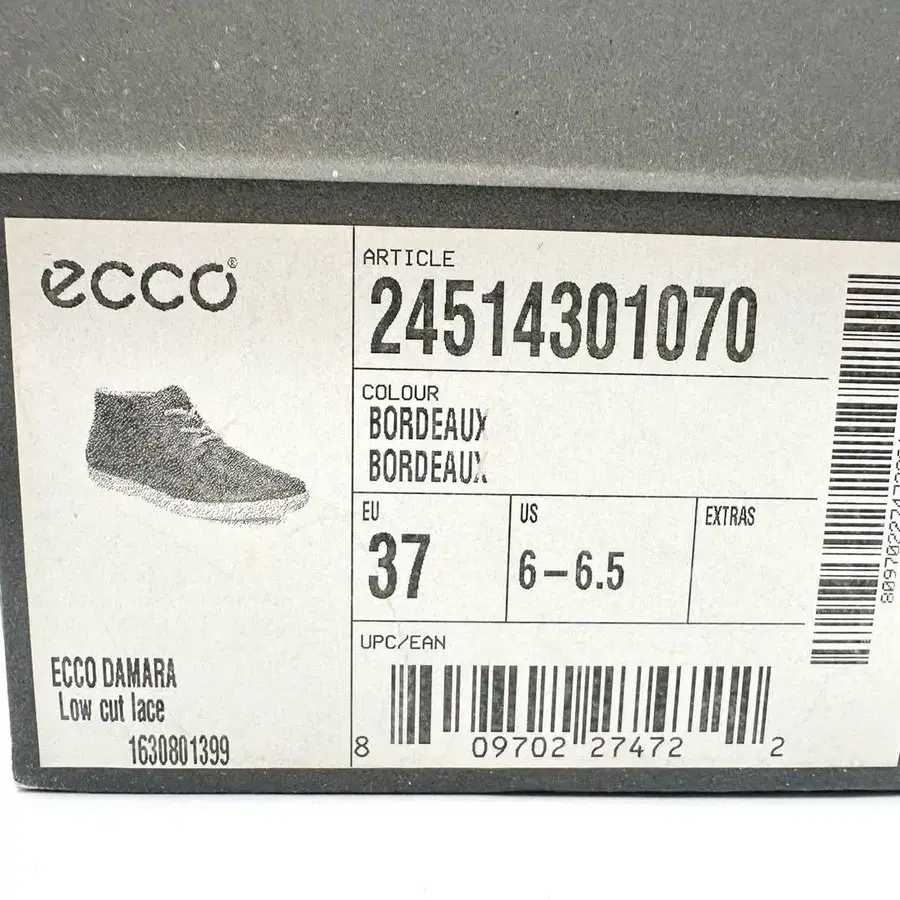 ecco®
ARTICLE
24514301070
COLOUR
BORDEAUX
BORDEAUX
EU
37
US
6-6.5
EXTRAS
UPC/EAN
8 09702 27472 2
ECCO DAMARA
Low cut lace
1630801399